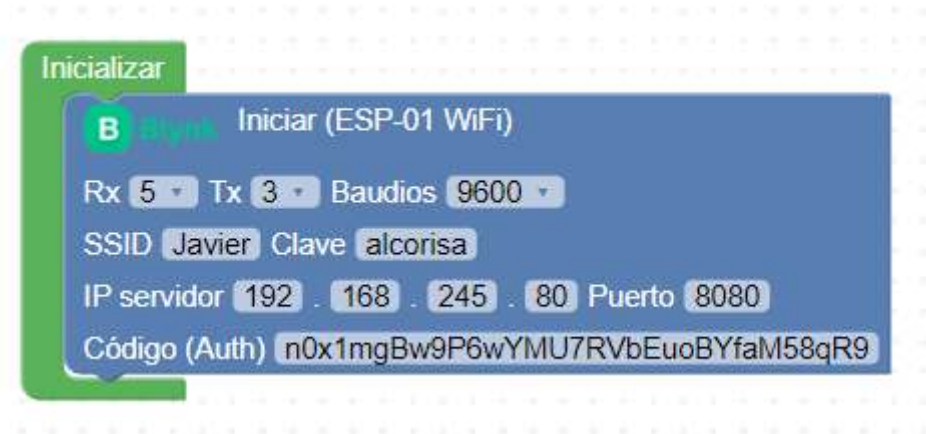 Inicializar
B Blynk Iniciar (ESP-01 WiFi)
Rx 5 Tx 3 Baudios 9600
SSID Javier Clave alcorisa
IP servidor 192 . 168 . 245 . 80 Puerto 8080
Código (Auth) n0x1mgBw9P6wYMU7RVbEuoBYfaM58qR9